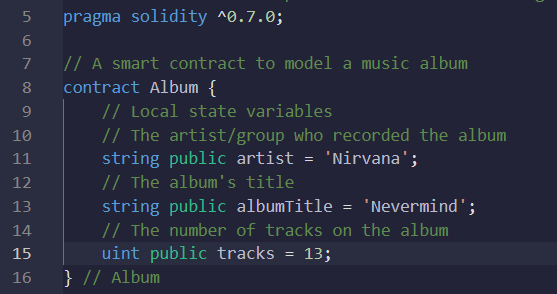 5 pragma solidity ^0.7.0;
6
7 // A smart contract to model a music album
8 contract Album {
9 // Local state variables
10 // The artist/group who recorded the album
11 string public artist = 'Nirvana';
12 // The album's title
13 string public albumTitle = 'Nevermind';
14 // The number of tracks on the album
15 uint public tracks = 13;
16 } // Album